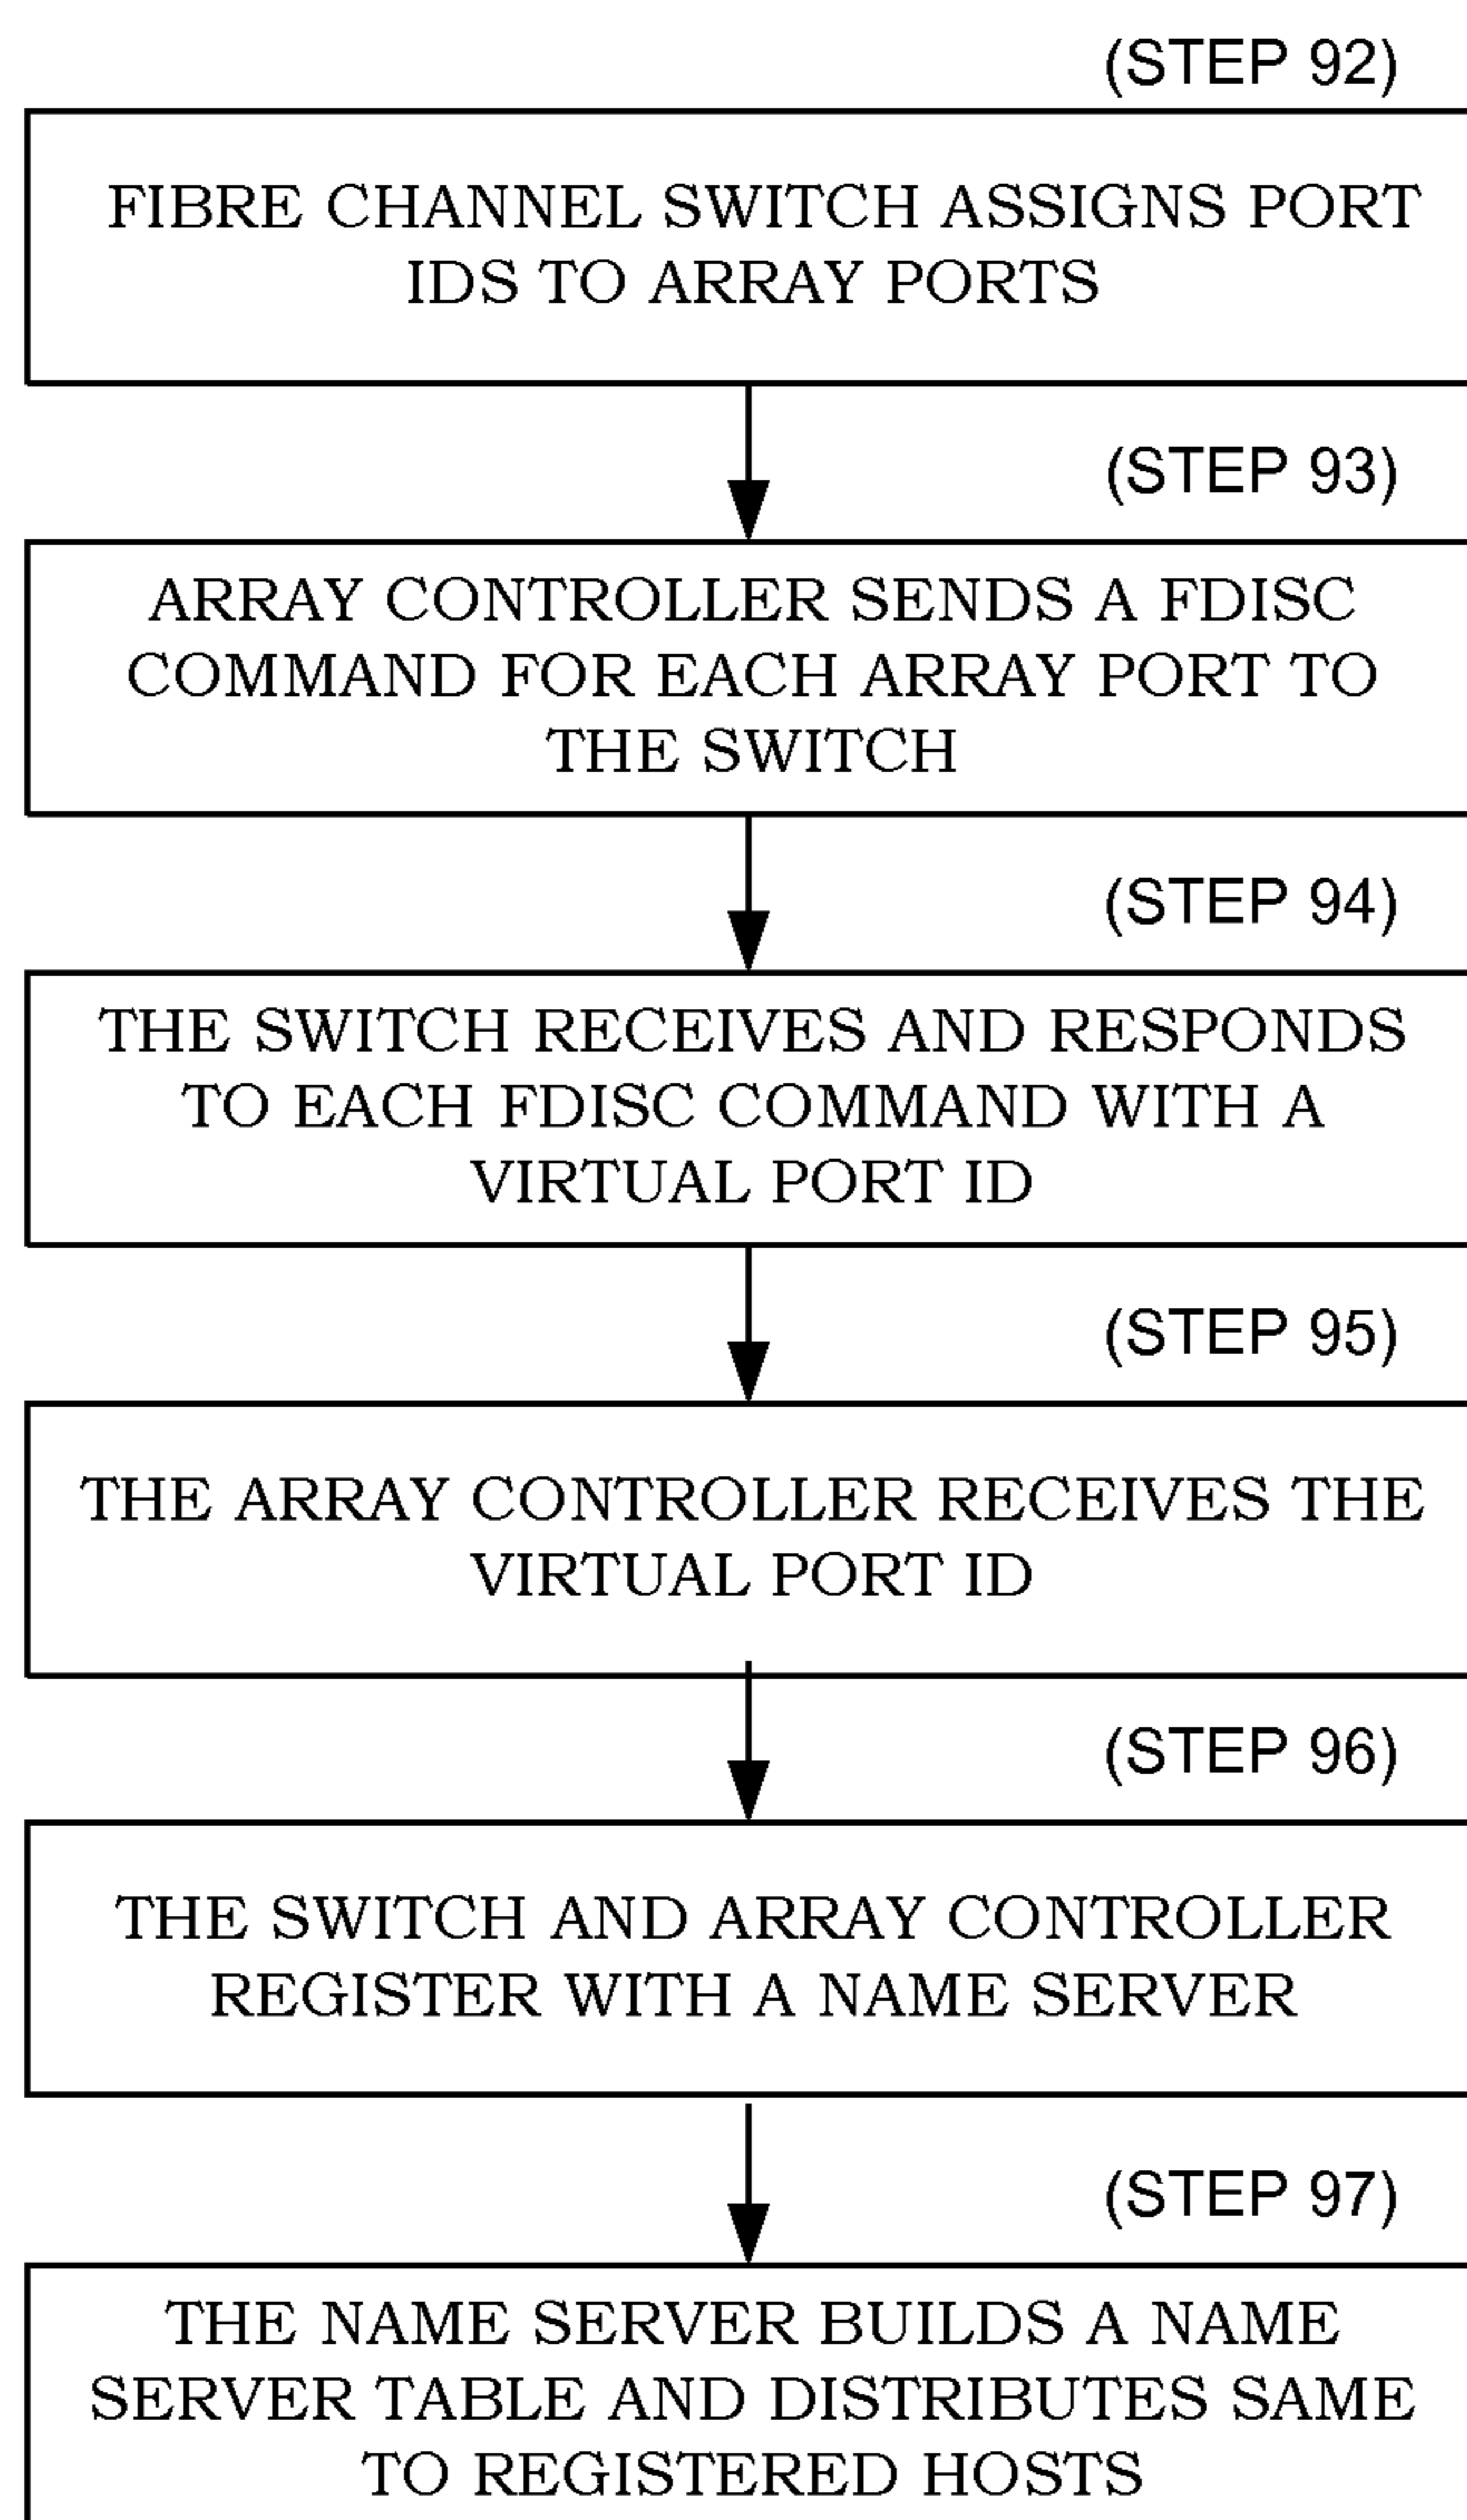 (STEP 92)
FIBRE CHANNEL SWITCH ASSIGNS PORT
IDS TO ARRAY PORTS
(STEP 93)
ARRAY CONTROLLER SENDS A FDISC
COMMAND FOR EACH ARRAY PORT TO
THE SWITCH
(STEP 94)
THE SWITCH RECEIVES AND RESPONDS
TO EACH FDISC COMMAND WITH A
VIRTUAL PORT ID
(STEP 95)
THE ARRAY CONTROLLER RECEIVES THE
VIRTUAL PORT ID
(STEP 96)
THE SWITCH AND ARRAY CONTROLLER
REGISTER WITH A NAME SERVER
(STEP 97)
THE NAME SERVER BUILDS A NAME
SERVER TABLE AND DISTRIBUTES SAME
TO REGISTERED HOSTS